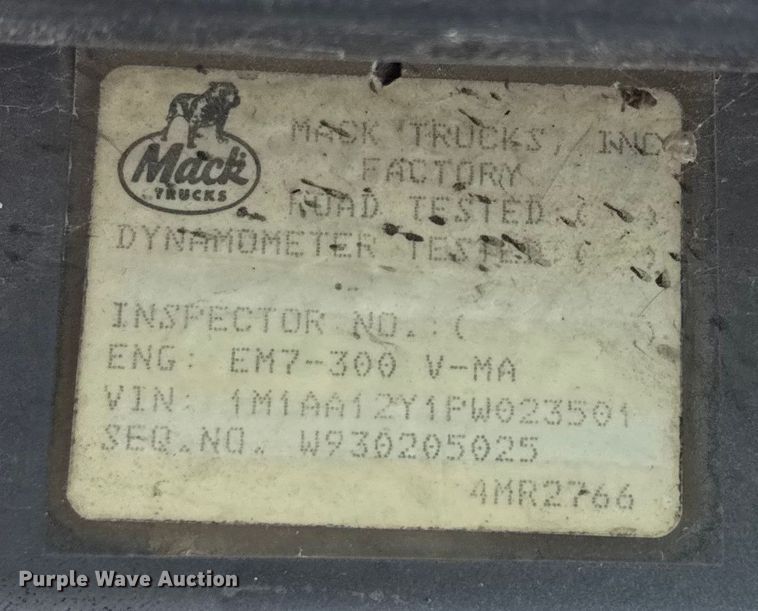 Mack
TRUCKS
MACK TRUCKS, INC
FACTORY
ROAD TESTED:( )
DYNAMOMETER TESTED:( )
INSPECTOR NO.:( )
ENG: EM7-300 V-MA
VIN: 1M1AA12Y1PW023501
SEQ.NO. W930205025
4MR2766
Purple Wave Auction